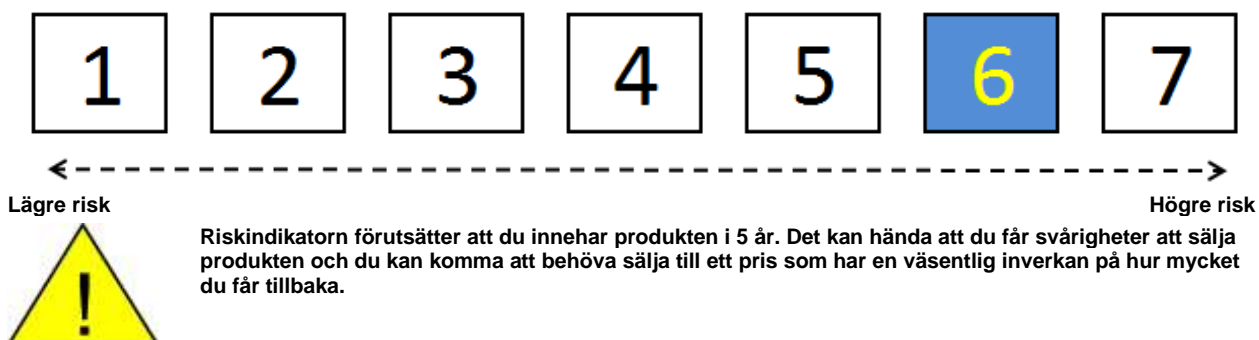 1 2 3 4 5 6 7
Lägre risk Högre risk
Riskindikatorn förutsätter att du innehar produkten i 5 år. Det kan hända att du får svårigheter att sälja
produkten och du kan komma att behöva sälja till ett pris som har en väsentlig inverkan på hur mycket
du får tillbaka.
!